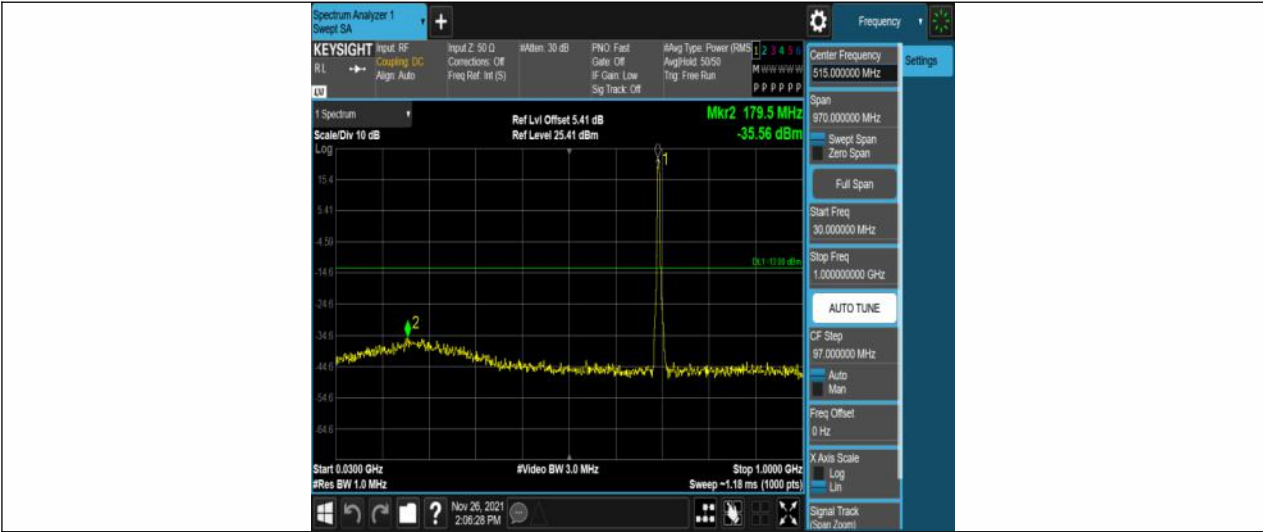 Spectrum Analyzer 1
Swept SA
+
Frequency
KEYSIGHT
Input: RF
Coupling: DC
Align: Auto
Input Z: 50 Ω
Corrections: Off
Freq Ref: Int (S)
#Atten: 30 dB
PNO: Fast
Gate: Off
IF Gain: Low
Sig Track: Off
#Avg Type: Power (RMS
Avg|Hold: 50/50
Trig: Free Run
1 2 3 4 5 6
M W W W W W
P P P P P P
R L
LV
Center Frequency
515.000000 MHz
Settings
Span
970.000000 MHz
Swept Span
Zero Span
Full Span
Start Freq
30.000000 MHz
Stop Freq
1.000000000 GHz
AUTO TUNE
CF Step
97.000000 MHz
Auto
Man
Freq Offset
0 Hz
X Axis Scale
Log
Lin
Signal Track
(Span Zoom)
1 Spectrum
Scale/Div 10 dB
Log
Ref Lvl Offset 5.41 dB
Ref Level 25.41 dBm
Mkr2 179.5 MHz
-35.56 dBm
15.4
5.41
-4.59
-14.6
-24.6
-34.6
-44.6
-54.6
-64.6
1
2
DL1 -13.00 dBm
Start 0.0300 GHz
#Res BW 1.0 MHz
#Video BW 3.0 MHz
Stop 1.0000 GHz
Sweep ~1.18 ms (1000 pts)
?
Nov 26, 2021
2:06:28 PM